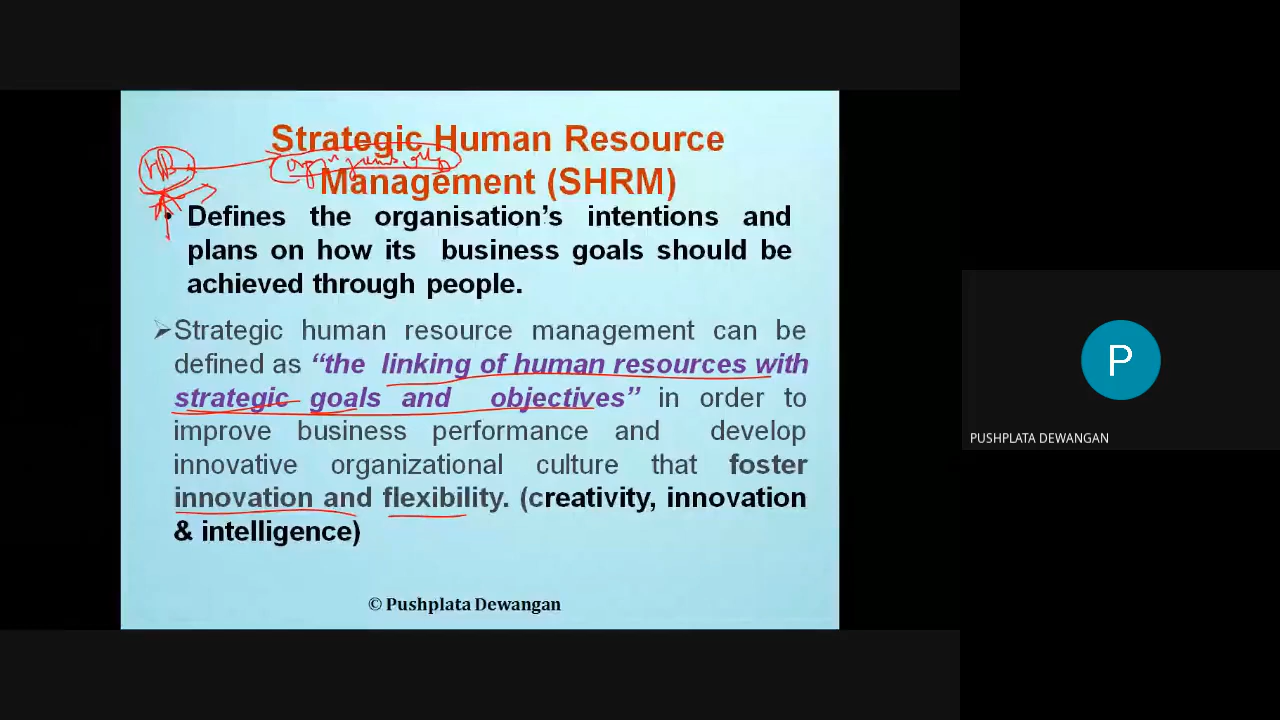 Strategic Human Resource
Management (SHRM)
HR
• Defines the organisation's intentions and
plans on how its business goals should be
achieved through people.
➢Strategic human resource management can be
defined as “the linking of human resources with
strategic goals and objectives” in order to
improve business performance and develop
innovative organizational culture that foster
innovation and flexibility. (creativity, innovation
& intelligence)
© Pushplata Dewangan
P
PUSHPLATA DEWANGAN